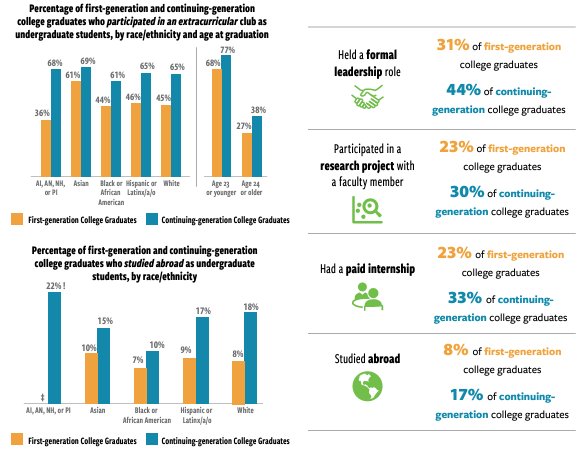 Percentage of first-generation and continuing-generation
college graduates who participated in an extracurricular club as
undergraduate students, by race/ethnicity and age at graduation
36%
68%
61%
69%
44%
61%
46%
65%
45%
65%
68%
77%
27%
38%
AI, AN, NH,
or PI
Asian
Black or
African
American
Hispanic or
Latinx/a/o
White
Age 23
or younger
Age 24
or older
First-generation College Graduates
Continuing-generation College Graduates
Percentage of first-generation and continuing-generation
college graduates who studied abroad as undergraduate
students, by race/ethnicity
‡
22% !
10%
15%
7%
10%
9%
17%
8%
18%
AI, AN, NH, or PI
Asian
Black or
African American
Hispanic or
Latinx/a/o
White
First-generation College Graduates
Continuing-generation College Graduates
Held a formal
leadership role
31% of first-generation
college graduates
44% of continuing-
generation college graduates
Participated in a
research project with
a faculty member
23% of first-generation
college graduates
30% of continuing-
generation college graduates
Had a paid internship
23% of first-generation
college graduates
33% of continuing-
generation college graduates
Studied abroad
8% of first-generation
college graduates
17% of continuing-
generation college graduates